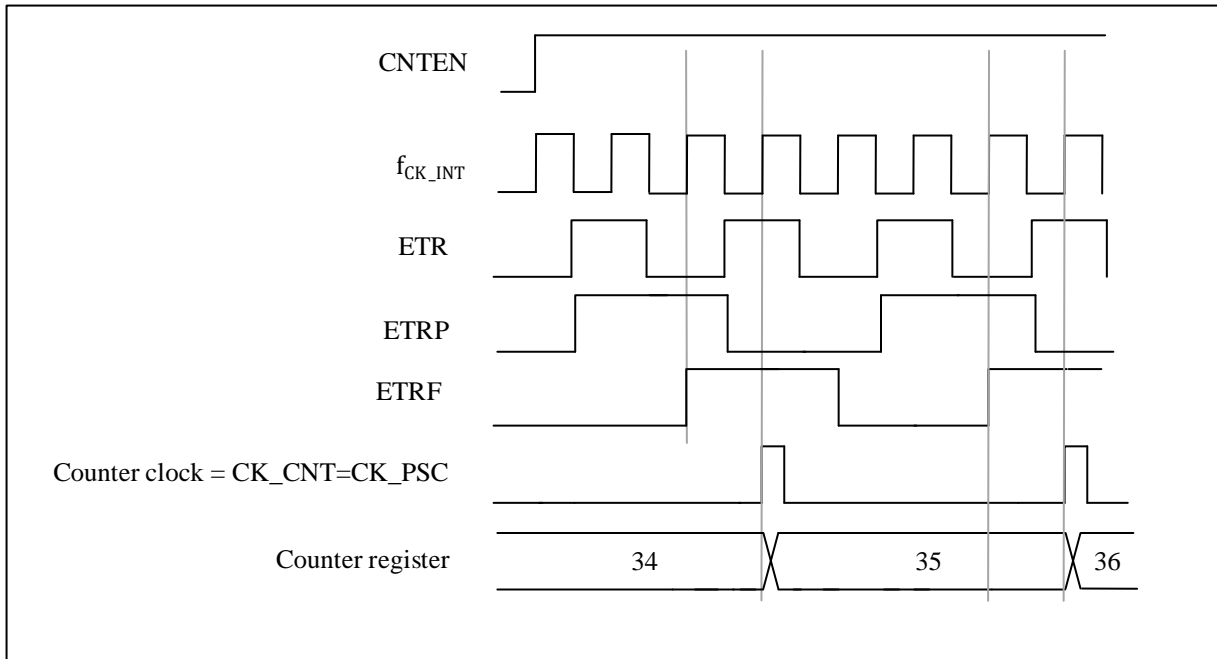 CNTEN
fCK_INT
ETR
ETRP
ETRF
Counter clock = CK_CNT=CK_PSC
Counter register 34 35 36